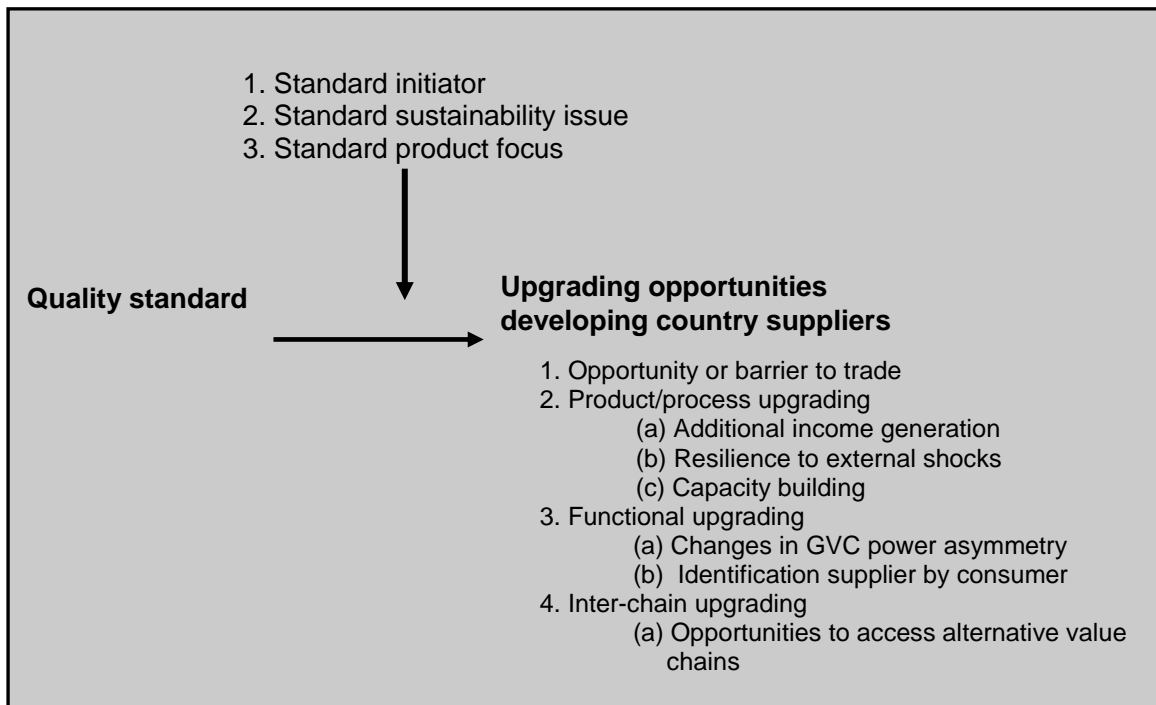 1. Standard initiator
2. Standard sustainability issue
3. Standard product focus
Quality standard
Upgrading opportunities
developing country suppliers
1. Opportunity or barrier to trade
2. Product/process upgrading
(a) Additional income generation
(b) Resilience to external shocks
(c) Capacity building
3. Functional upgrading
(a) Changes in GVC power asymmetry
(b) Identification supplier by consumer
4. Inter-chain upgrading
(a) Opportunities to access alternative value
chains